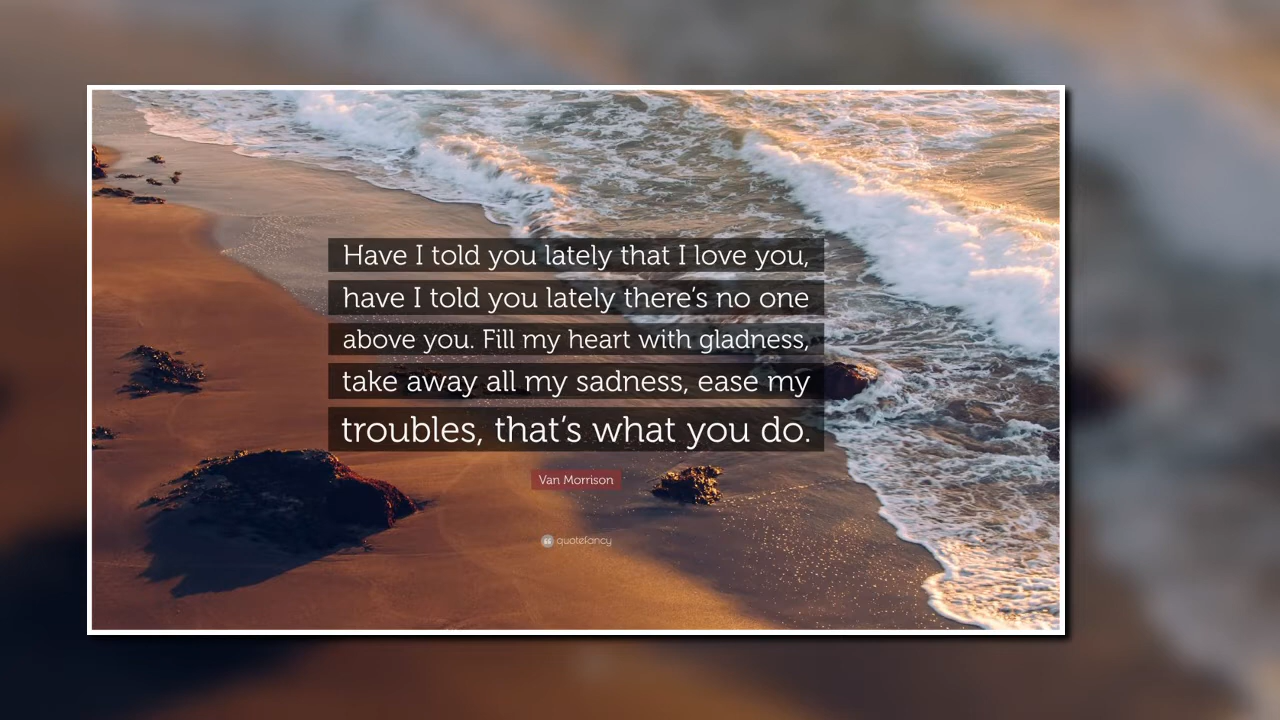 Have I told you lately that I love you,
have I told you lately there’s no one
above you. Fill my heart with gladness,
take away all my sadness, ease my
troubles, that’s what you do.
Van Morrison
quotefancy